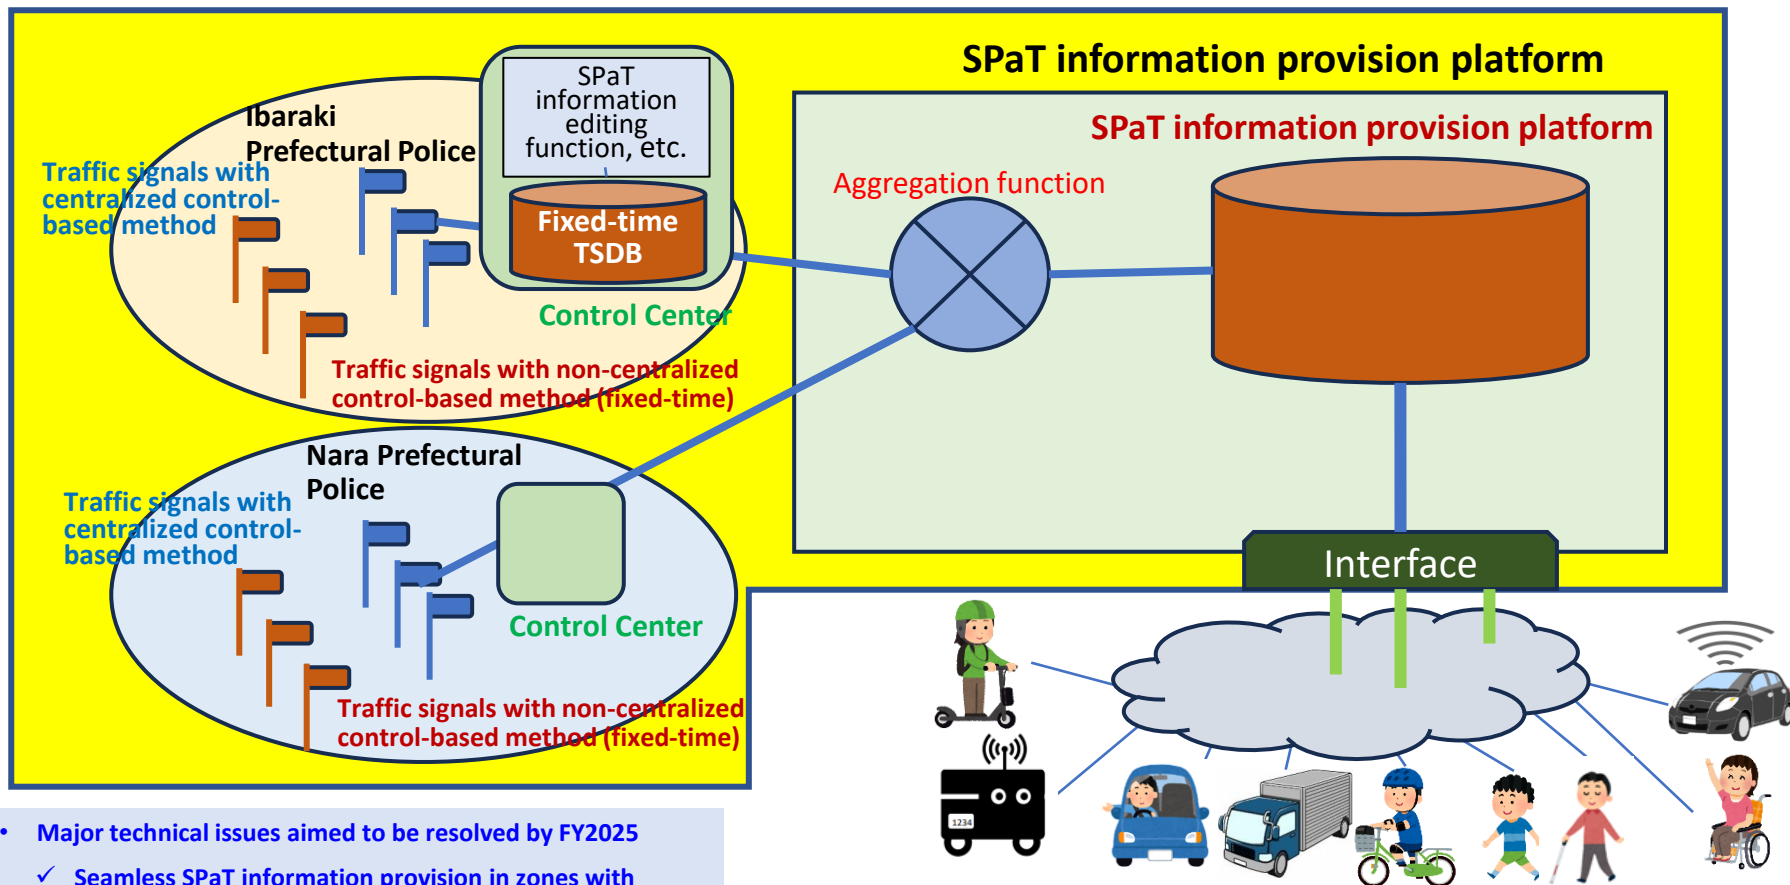 SPaT information provision platform
SPaT
information
editing
function, etc.
Ibaraki
Prefectural Police
Traffic signals with
centralized control-
based method
Fixed-time
TSDB
Control Center
Traffic signals with non-centralized
control-based method (fixed-time)
SPaT information provision platform
Aggregation function
Nara Prefectural
Police
Traffic signals with
centralized control-
based method
Control Center
Traffic signals with non-centralized
control-based method (fixed-time)
Interface
1234
• Major technical issues aimed to be resolved by FY2025
✓ Seamless SPaT information provision in zones with